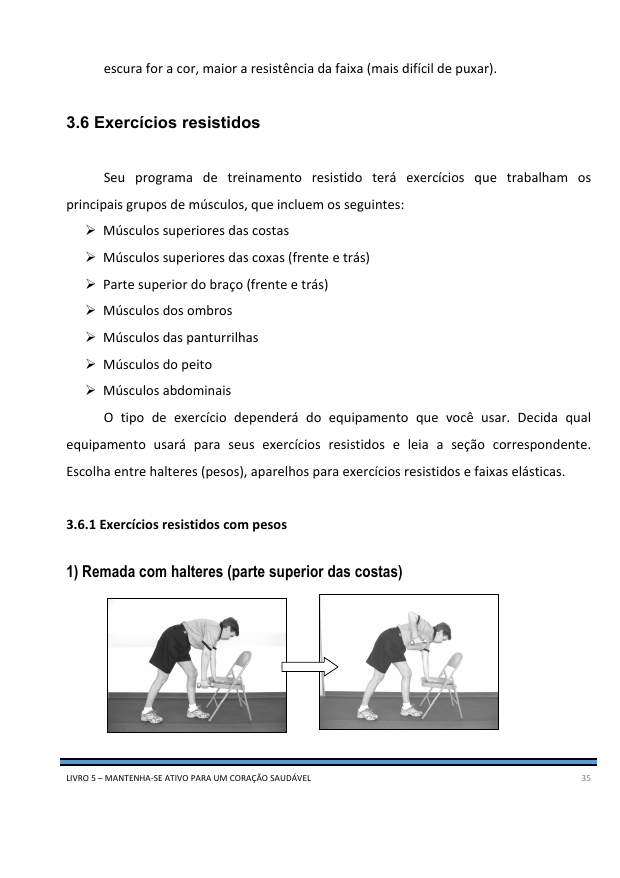 escura for a cor, maior a resistência da faixa (mais difícil de puxar).
3.6 Exercícios resistidos
Seu programa de treinamento resistido terá exercícios que trabalham os
principais grupos de músculos, que incluem os seguintes:
➢ Músculos superiores das costas
➢ Músculos superiores das coxas (frente e trás)
➢ Parte superior do braço (frente e trás)
➢ Músculos dos ombros
➢ Músculos das panturrilhas
➢ Músculos do peito
➢ Músculos abdominais
O tipo de exercício dependerá do equipamento que você usar. Decida qual
equipamento usará para seus exercícios resistidos e leia a seção correspondente.
Escolha entre halteres (pesos), aparelhos para exercícios resistidos e faixas elásticas.
3.6.1 Exercícios resistidos com pesos
1) Remada com halteres (parte superior das costas)
LIVRO 5 – MANTENHA-SE ATIVO PARA UM CORAÇÃO SAUDÁVEL 35